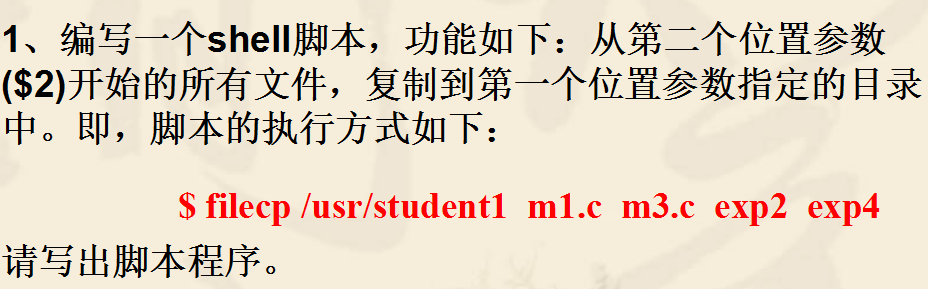 1、编写一个shell脚本，功能如下：从第二个位置参数
($2)开始的所有文件，复制到第一个位置参数指定的目录
中。即，脚本的执行方式如下：
$ filecp /usr/student1 m1.c m3.c exp2 exp4
请写出脚本程序。